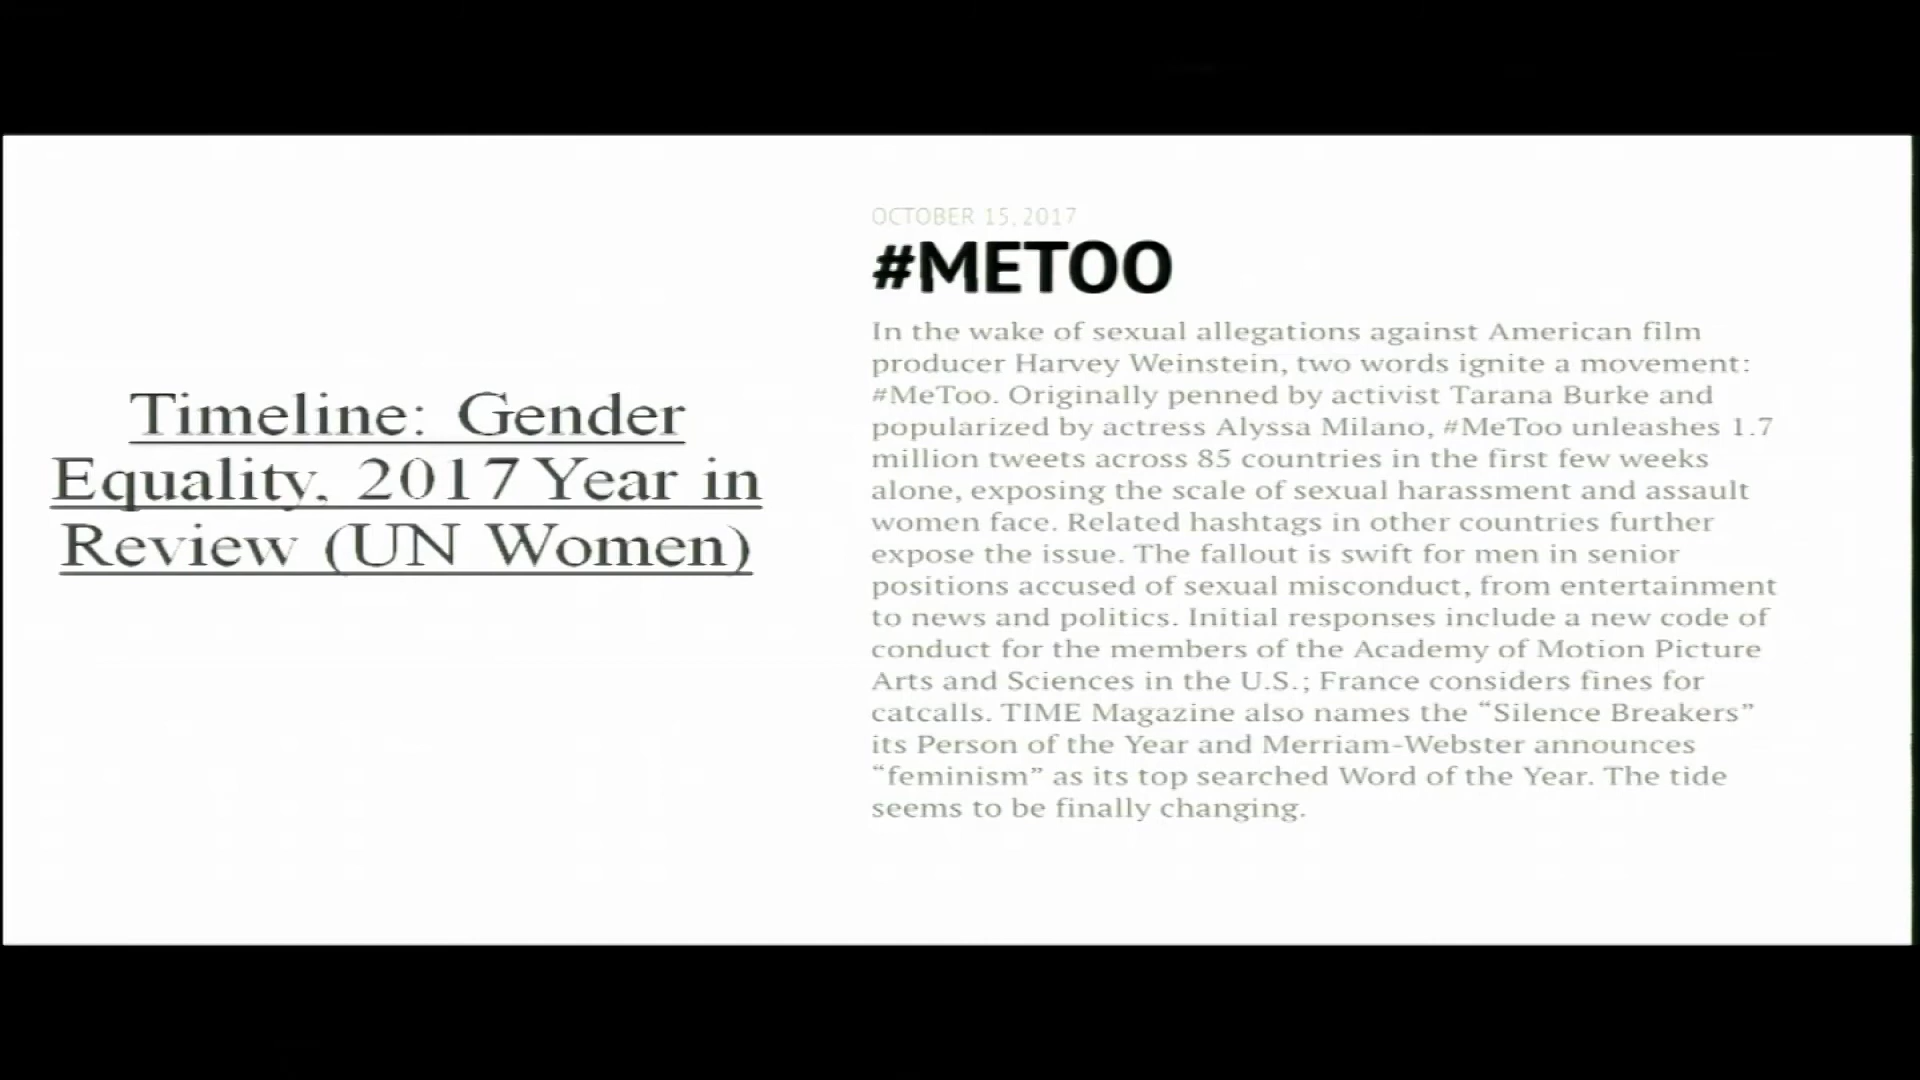 Timeline: Gender
Equality, 2017 Year in
Review (UN Women)
OCTOBER 15, 2017
#METOO
In the wake of sexual allegations against American film
producer Harvey Weinstein, two words ignite a movement:
#MeToo. Originally penned by activist Tarana Burke and
popularized by actress Alyssa Milano, #MeToo unleashes 1.7
million tweets across 85 countries in the first few weeks
alone, exposing the scale of sexual harassment and assault
women face. Related hashtags in other countries further
expose the issue. The fallout is swift for men in senior
positions accused of sexual misconduct, from entertainment
to news and politics. Initial responses include a new code of
conduct for the members of the Academy of Motion Picture
Arts and Sciences in the U.S.; France considers fines for
catcalls. TIME Magazine also names the “Silence Breakers”
its Person of the Year and Merriam-Webster announces
“feminism” as its top searched Word of the Year. The tide
seems to be finally changing.